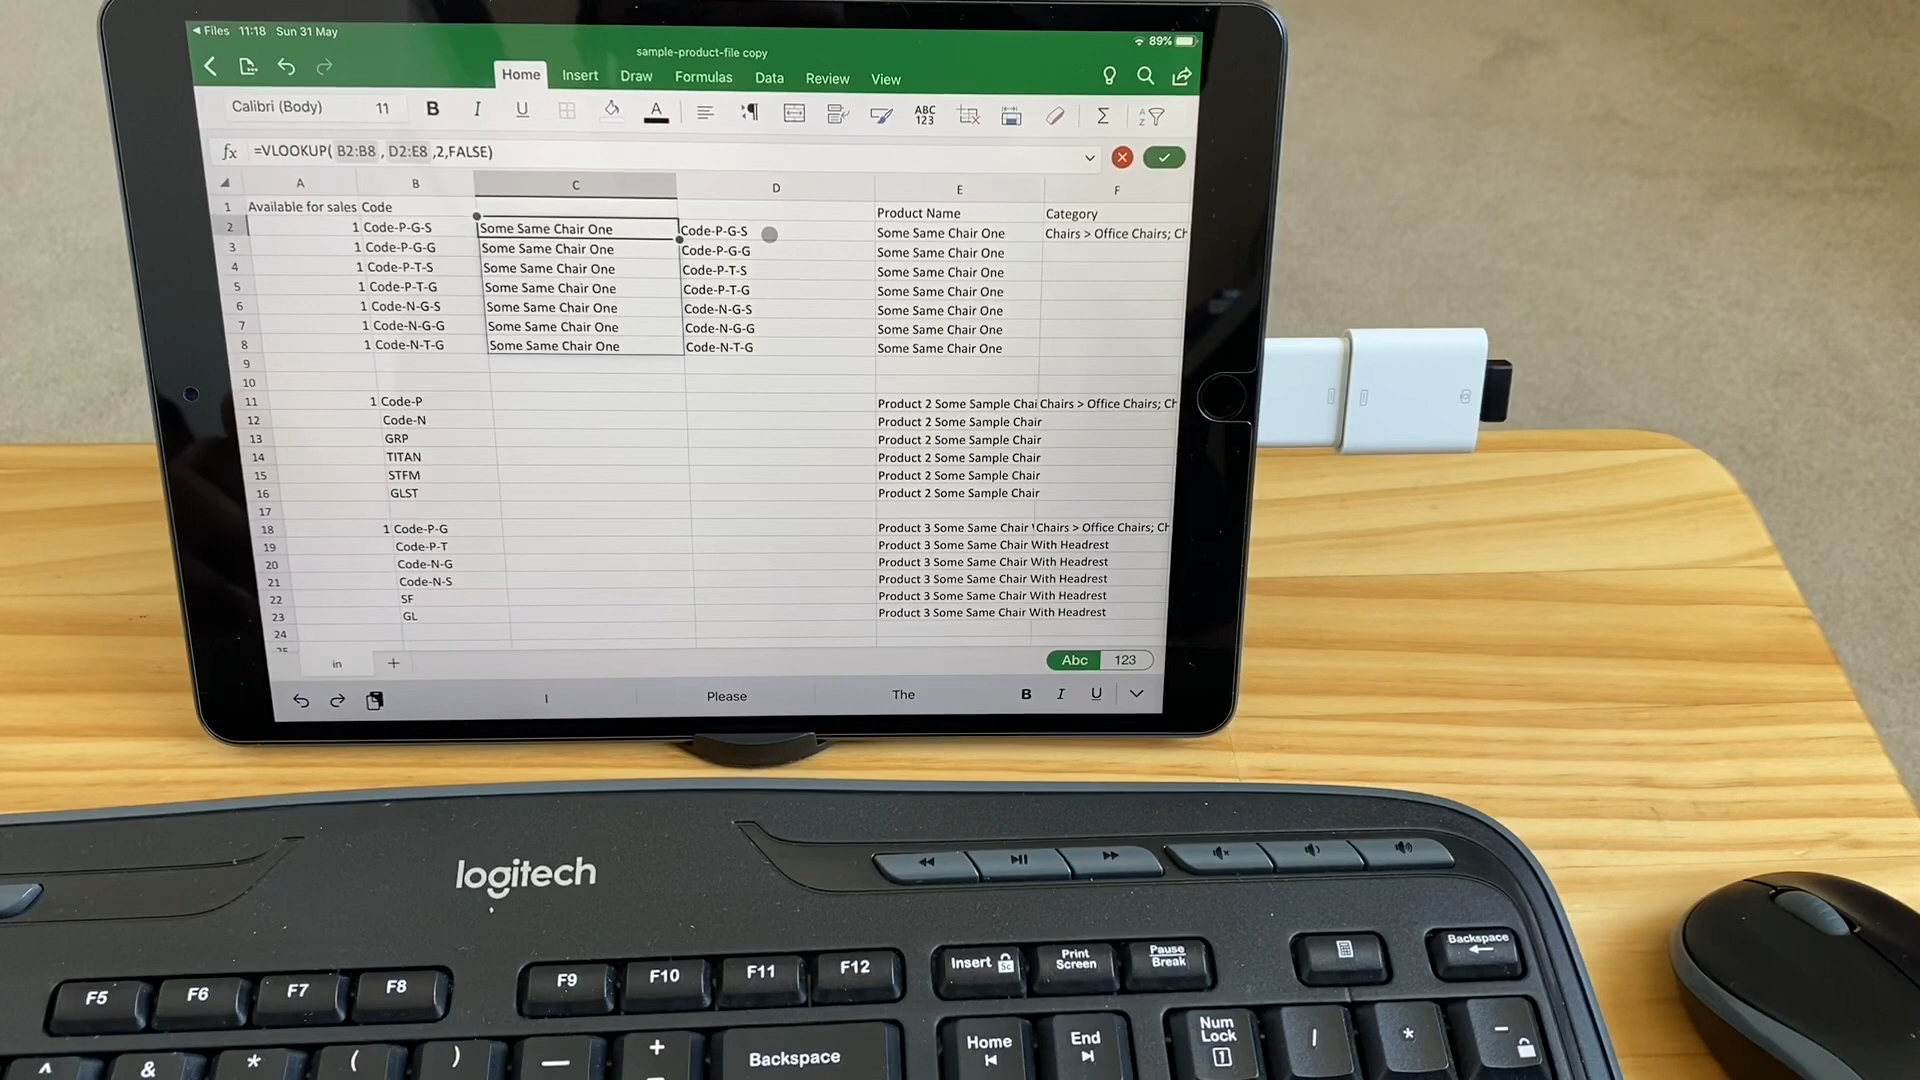 Files 11:18 Sun 31 May
89%
sample-product-file copy
Home Insert Draw Formulas Data Review View
Calibri (Body) 11 B I U A ABC 123 Σ A Z
fx =VLOOKUP( B2:B8 , D2:E8 ,2,FALSE)
A B C D E F
1 Available for sales Code Product Name Category
2 1 Code-P-G-S Some Same Chair One Code-P-G-S Some Same Chair One Chairs > Office Chairs; Ch
3 1 Code-P-G-G Some Same Chair One Code-P-G-G Some Same Chair One
4 1 Code-P-T-S Some Same Chair One Code-P-T-S Some Same Chair One
5 1 Code-P-T-G Some Same Chair One Code-P-T-G Some Same Chair One
6 1 Code-N-G-S Some Same Chair One Code-N-G-S Some Same Chair One
7 1 Code-N-G-G Some Same Chair One Code-N-G-G Some Same Chair One
8 1 Code-N-T-G Some Same Chair One Code-N-T-G Some Same Chair One
9
10
11 1 Code-P Product 2 Some Sample Chai Chairs > Office Chairs; Ch
12 Code-N Product 2 Some Sample Chair
13 GRP Product 2 Some Sample Chair
14 TITAN Product 2 Some Sample Chair
15 STFM Product 2 Some Sample Chair
16 GLST Product 2 Some Sample Chair
17
18 1 Code-P-G Product 3 Some Same Chair Chairs > Office Chairs; Ch
19 Code-P-T Product 3 Some Same Chair With Headrest
20 Code-N-G Product 3 Some Same Chair With Headrest
21 Code-N-S Product 3 Some Same Chair With Headrest
22 SF Product 3 Some Same Chair With Headrest
23 GL Product 3 Some Same Chair With Headrest
24
in + Abc 123
I Please The B I U
logitech
F5 F6 F7 F8 F9 F10 F11 F12 Insert Print Screen Pause Break Backspace
^ & * ( ) — + − Backspace Home End Num Lock / * −